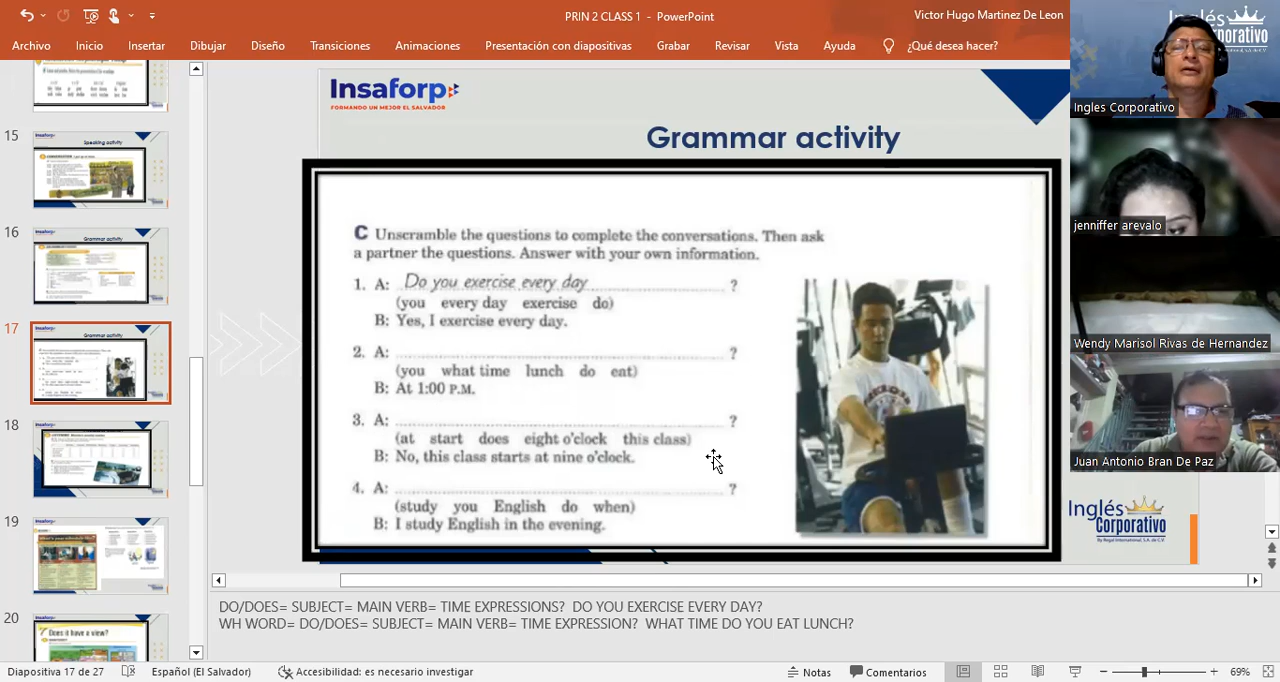 PRIN 2 CLASS 1 - PowerPoint
Victor Hugo Martinez De Leon
Archivo Inicio Insertar Dibujar Diseño Transiciones Animaciones Presentación con diapositivas Grabar Revisar Vista Ayuda ¿Qué desea hacer?
Inglés
Corporativo
Ingles Corporativo
jenniffer arevalo
Wendy Marisol Rivas de Hernandez
Juan Antonio Bran De Paz
15
16
17
18
19
20
Insaforp
FORMANDO UN MEJOR EL SALVADOR
Grammar activity
C Unscramble the questions to complete the conversations. Then ask
a partner the questions. Answer with your own information.
1. A: Do you exercise every day ?
(you every day exercise do)
B: Yes, I exercise every day.
2. A: ?
(you what time lunch do eat)
B: At 1:00 P.M.
3. A: ?
(at start does eight o'clock this class)
B: No, this class starts at nine o'clock.
4. A: ?
(study you English do when)
B: I study English in the evening.
Inglés
Corporativo
DO/DOES= SUBJECT= MAIN VERB= TIME EXPRESSIONS? DO YOU EXERCISE EVERY DAY?
WH WORD= DO/DOES= SUBJECT= MAIN VERB= TIME EXPRESSION? WHAT TIME DO YOU EAT LUNCH?
Diapositiva 17 de 27 Español (El Salvador) Accesibilidad: es necesario investigar Notas Comentarios 69%